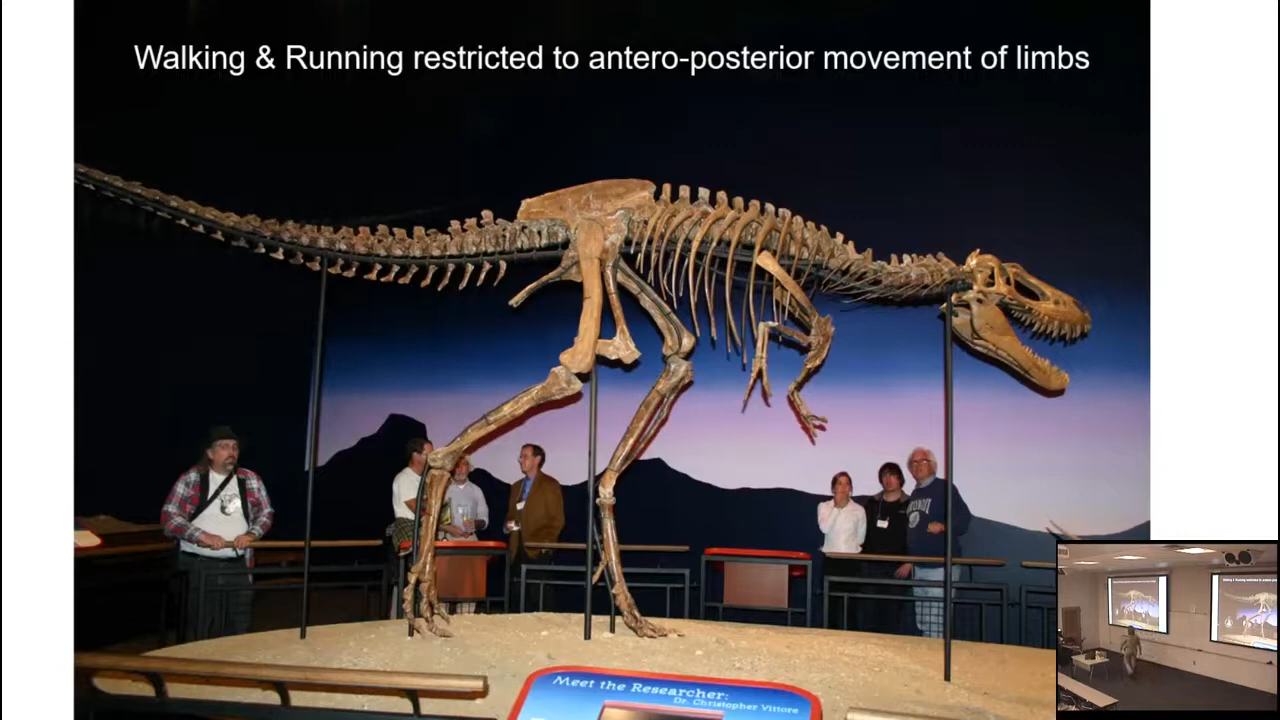 Walking & Running restricted to antero-posterior movement of limbs
Meet the Researcher:
Dr. Christopher Vittore